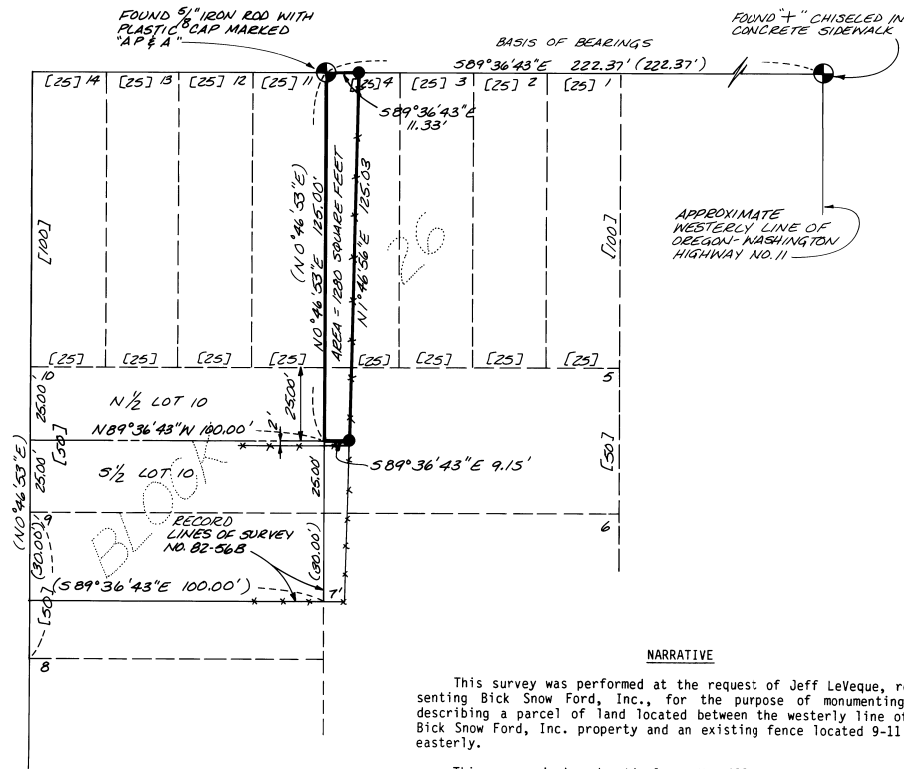 FOUND 5/8" IRON ROD WITH
PLASTIC CAP MARKED
"AP & A"
FOUND "+" CHISELED IN
CONCRETE SIDEWALK
BASIS OF BEARINGS
S89°36'43"E 222.37' (222.37')
[25] 14
[25] 13
[25] 12
[25] 11
[25] 4
[25] 3
[25] 2
[25] 1
S89°36'43"E
11.33'
(N0°46'53"E)
N0°46'53"E 125.00'
AREA = 1280 SQUARE FEET
N1°46'56"E 125.03
26
[100]
[100]
APPROXIMATE
WESTERLY LINE OF
OREGON-WASHINGTON
HIGHWAY NO. 11
[25]
[25]
[25]
[25]
[25]
[25]
[25]
[25]
10
5
25.00'
N 1/2 LOT 10
25.00'
N89°36'43"W 100.00'
2'
[50]
[50]
S89°36'43"E 9.15'
25.00'
S 1/2 LOT 10
25.00'
BLOCK
(N0°46'53"E)
9
6
RECORD
LINES OF SURVEY
NO. 82-56B
(30.00')
(30.00')
(S89°36'43"E 100.00')
7'
[50]
8
NARRATIVE
This survey was performed at the request of Jeff LeVeque, re
senting Bick Snow Ford, Inc., for the purpose of monumenting
describing a parcel of land located between the westerly line of
Bick Snow Ford, Inc. property and an existing fence located 9-11
easterly.